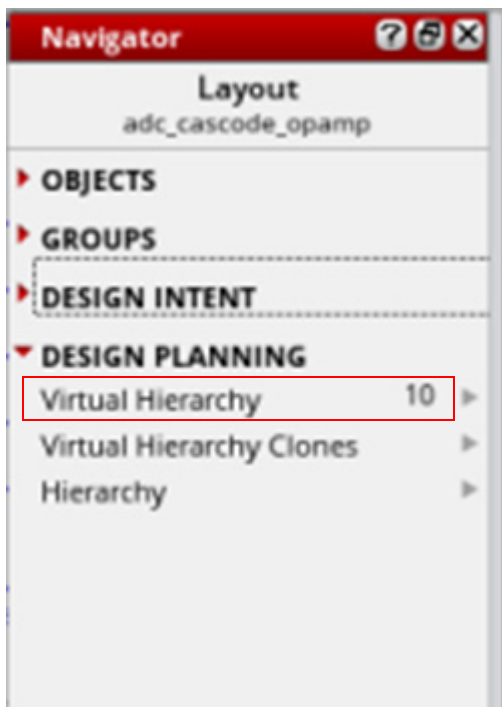 Navigator
Layout
adc_cascode_opamp
OBJECTS
GROUPS
DESIGN INTENT
DESIGN PLANNING
Virtual Hierarchy 10
Virtual Hierarchy Clones
Hierarchy